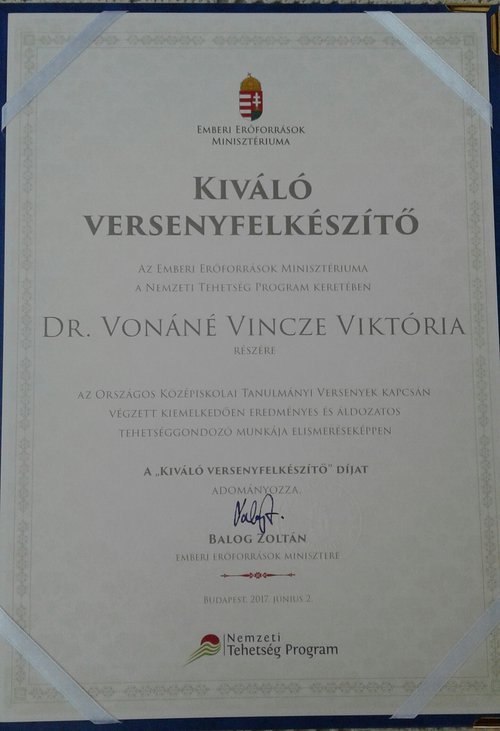 Emberi Erőforrások
Minisztériuma
Kiváló
versenyfelkészítő
Az Emberi Erőforrások Minisztériuma
a Nemzeti Tehetség Program keretében
Dr. Vonáné Vincze Viktória
részére
az Országos Középiskolai Tanulmányi Versenyek kapcsán
végzett kiemelkedően eredményes és áldozatos
tehetséggondozó munkája elismeréseképpen
a „Kiváló versenyfelkészítő” díjat
adományozza.
Balog Zoltán
emberi erőforrások minisztere
Budapest, 2017. június 2.
Nemzeti
Tehetség Program